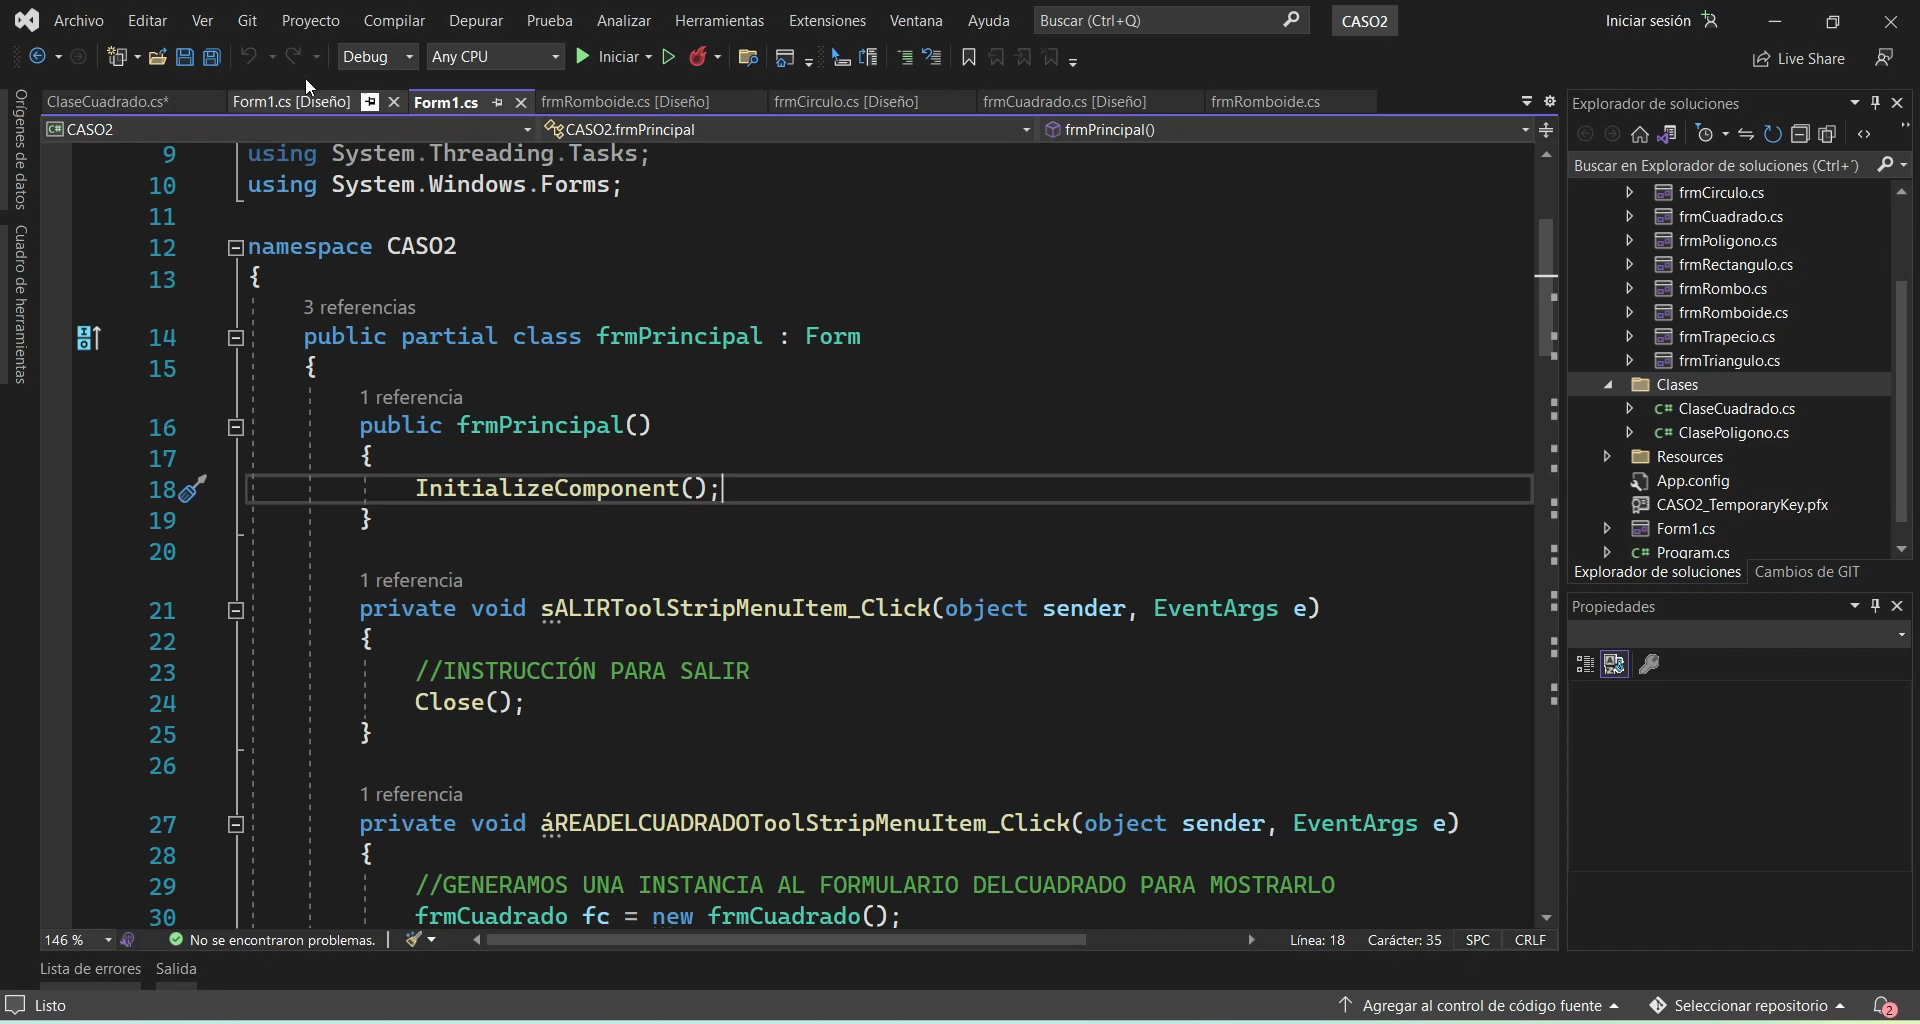 Archivo Editar Ver Git Proyecto Compilar Depurar Prueba Analizar Herramientas Extensiones Ventana Ayuda Buscar (Ctrl+Q) CASO2 Iniciar sesión
Debug Any CPU Iniciar Live Share
ClaseCuadrado.cs* Form1.cs [Diseño] Form1.cs frmRomboide.cs [Diseño] frmCirculo.cs [Diseño] frmCuadrado.cs [Diseño] frmRomboide.cs
CASO2 CASO2.frmPrincipal frmPrincipal()
Orígenes de datos
Cuadro de herramientas
9 using System.Threading.Tasks;
10 using System.Windows.Forms;
11
12 namespace CASO2
13 {
3 referencias
14 public partial class frmPrincipal : Form
15 {
1 referencia
16 public frmPrincipal()
17 {
18 InitializeComponent();
19 }
20
1 referencia
21 private void sALIRToolStripMenuItem_Click(object sender, EventArgs e)
22 {
23 //INSTRUCCIÓN PARA SALIR
24 Close();
25 }
26
1 referencia
27 private void áREADELCUADRADOToolStripMenuItem_Click(object sender, EventArgs e)
28 {
29 //GENERAMOS UNA INSTANCIA AL FORMULARIO DELCUADRADO PARA MOSTRARLO
30 frmCuadrado fc = new frmCuadrado();
146 % No se encontraron problemas. Línea: 18 Carácter: 35 SPC CRLF
Lista de errores Salida
Explorador de soluciones
Buscar en Explorador de soluciones (Ctrl+´)
frmCirculo.cs
frmCuadrado.cs
frmPoligono.cs
frmRectangulo.cs
frmRombo.cs
frmRomboide.cs
frmTrapecio.cs
frmTriangulo.cs
Clases
C# ClaseCuadrado.cs
C# ClasePoligono.cs
Resources
App.config
CASO2_TemporaryKey.pfx
Form1.cs
C# Program.cs
Explorador de soluciones Cambios de GIT
Propiedades
Listo Agregar al control de código fuente Seleccionar repositorio 2